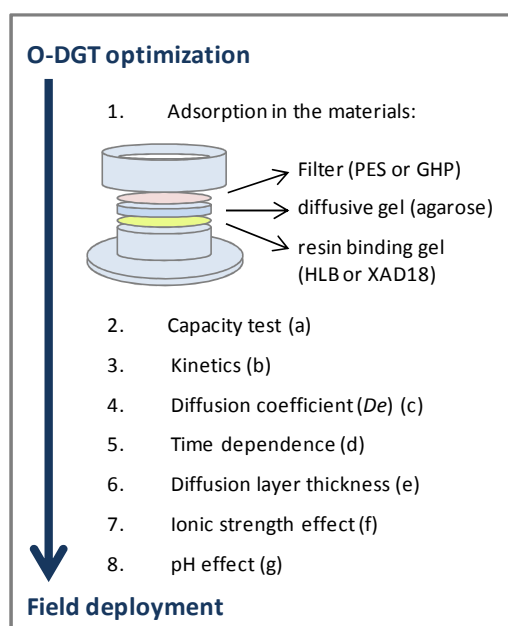 O-DGT optimization
1. Adsorption in the materials:
Filter (PES or GHP)
diffusive gel (agarose)
resin binding gel
(HLB or XAD18)
2. Capacity test (a)
3. Kinetics (b)
4. Diffusion coefficient (De) (c)
5. Time dependence (d)
6. Diffusion layer thickness (e)
7. Ionic strength effect (f)
8. pH effect (g)
Field deployment